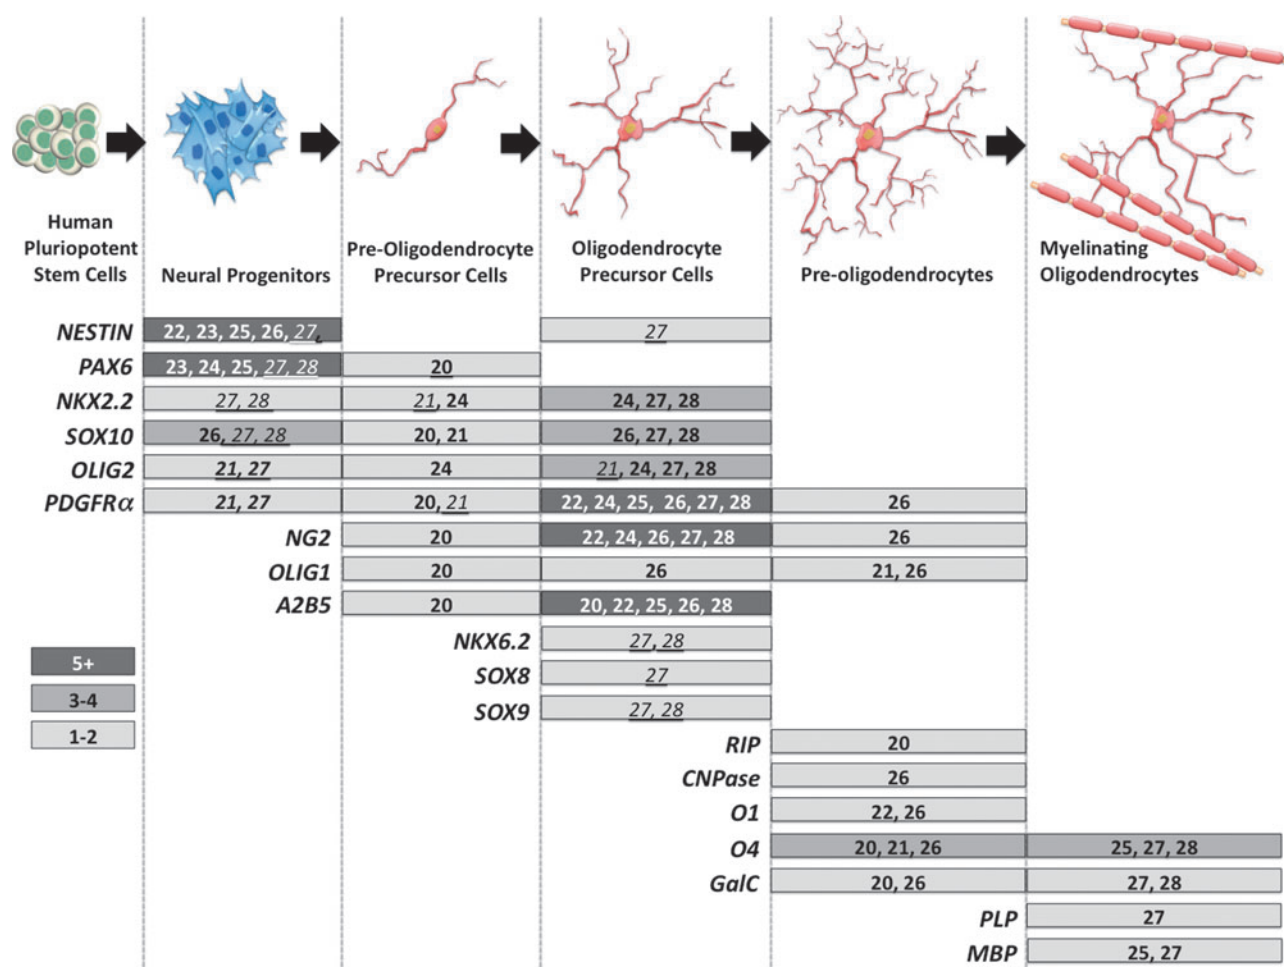 Human
Pluriopotent
Stem Cells
Neural Progenitors
Pre-Oligodendrocyte
Precursor Cells
Oligodendrocyte
Precursor Cells
Pre-oligodendrocytes
Myelinating
Oligodendrocytes
NESTIN 22, 23, 25, 26, 27, 27
PAX6 23, 24, 25, 27, 28 20
NKX2.2 27, 28 21, 24 24, 27, 28
SOX10 26, 27, 28 20, 21 26, 27, 28
OLIG2 21, 27 24 21, 24, 27, 28
PDGFRα 21, 27 20, 21 22, 24, 25, 26, 27, 28 26
NG2 20 22, 24, 26, 27, 28 26
OLIG1 20 26 21, 26
A2B5 20 20, 22, 25, 26, 28
NKX6.2 27, 28
5+
SOX8 27
3-4
SOX9 27, 28
1-2
RIP 20
CNPase 26
O1 22, 26
O4 20, 21, 26 25, 27, 28
GalC 20, 26 27, 28
PLP 27
MBP 25, 27